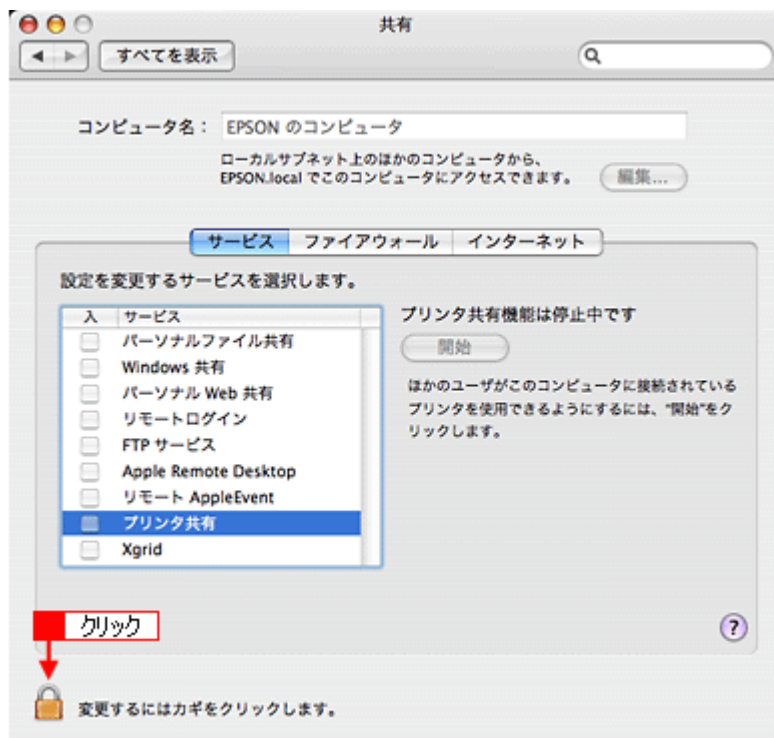 共有
すべてを表示
コンピュータ名： EPSON のコンピュータ
ローカルサブネット上のほかのコンピュータから、
EPSON.local でこのコンピュータにアクセスできます。
編集...
サービス ファイアウォール インターネット
設定を変更するサービスを選択します。
入 サービス
パーソナルファイル共有
Windows 共有
パーソナル Web 共有
リモートログイン
FTP サービス
Apple Remote Desktop
リモート AppleEvent
プリンタ共有
Xgrid
プリンタ共有機能は停止中です
開始
ほかのユーザがこのコンピュータに接続されている
プリンタを使用できるようにするには、"開始"をク
リックします。
クリック
?
変更するにはカギをクリックします。